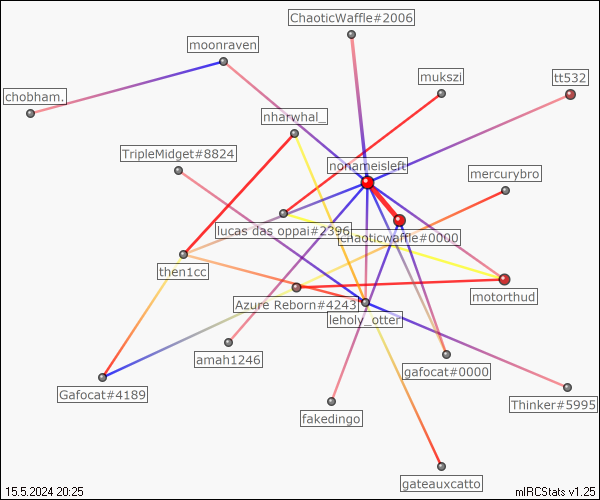 ChaoticWaffle#2006
moonraven
mukszi
tt532
chobham.
nharwhal_
TripleMidget#8824
nonameisleft
mercurybro
lucas das oppai#2396
chaoticwaffle#0000
then1cc
Azure Reborn#4243
motorthud
leholy_otter
amah1246
gafocat#0000
Gafocat#4189
fakedingo
Thinker#5995
gateauxcatto
15.5.2024 20:25
mIRCStats v1.25